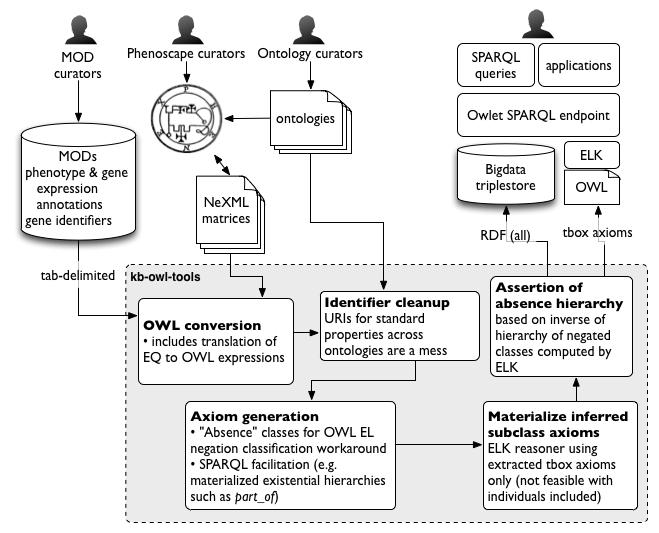 MOD
curators
Phenoscape curators
Ontology curators
SPARQL
queries
applications
Owlet SPARQL endpoint
ELK
OWL
Bigdata
triplestore
ontologies
MODs
phenotype & gene
expression
annotations
gene identifiers
NeXML
matrices
RDF (all)
tbox axioms
tab-delimited
kb-owl-tools
OWL conversion
• includes translation of
EQ to OWL expressions
Identifier cleanup
URIs for standard
properties across
ontologies are a mess
Assertion of
absence hierarchy
based on inverse of
hierarchy of negated
classes computed by
ELK
Axiom generation
• "Absence" classes for OWL EL
negation classification workaround
• SPARQL facilitation (e.g.
materialized existential hierarchies
such as part_of)
Materialize inferred
subclass axioms
ELK reasoner using
extracted tbox axioms
only (not feasible with
individuals included)